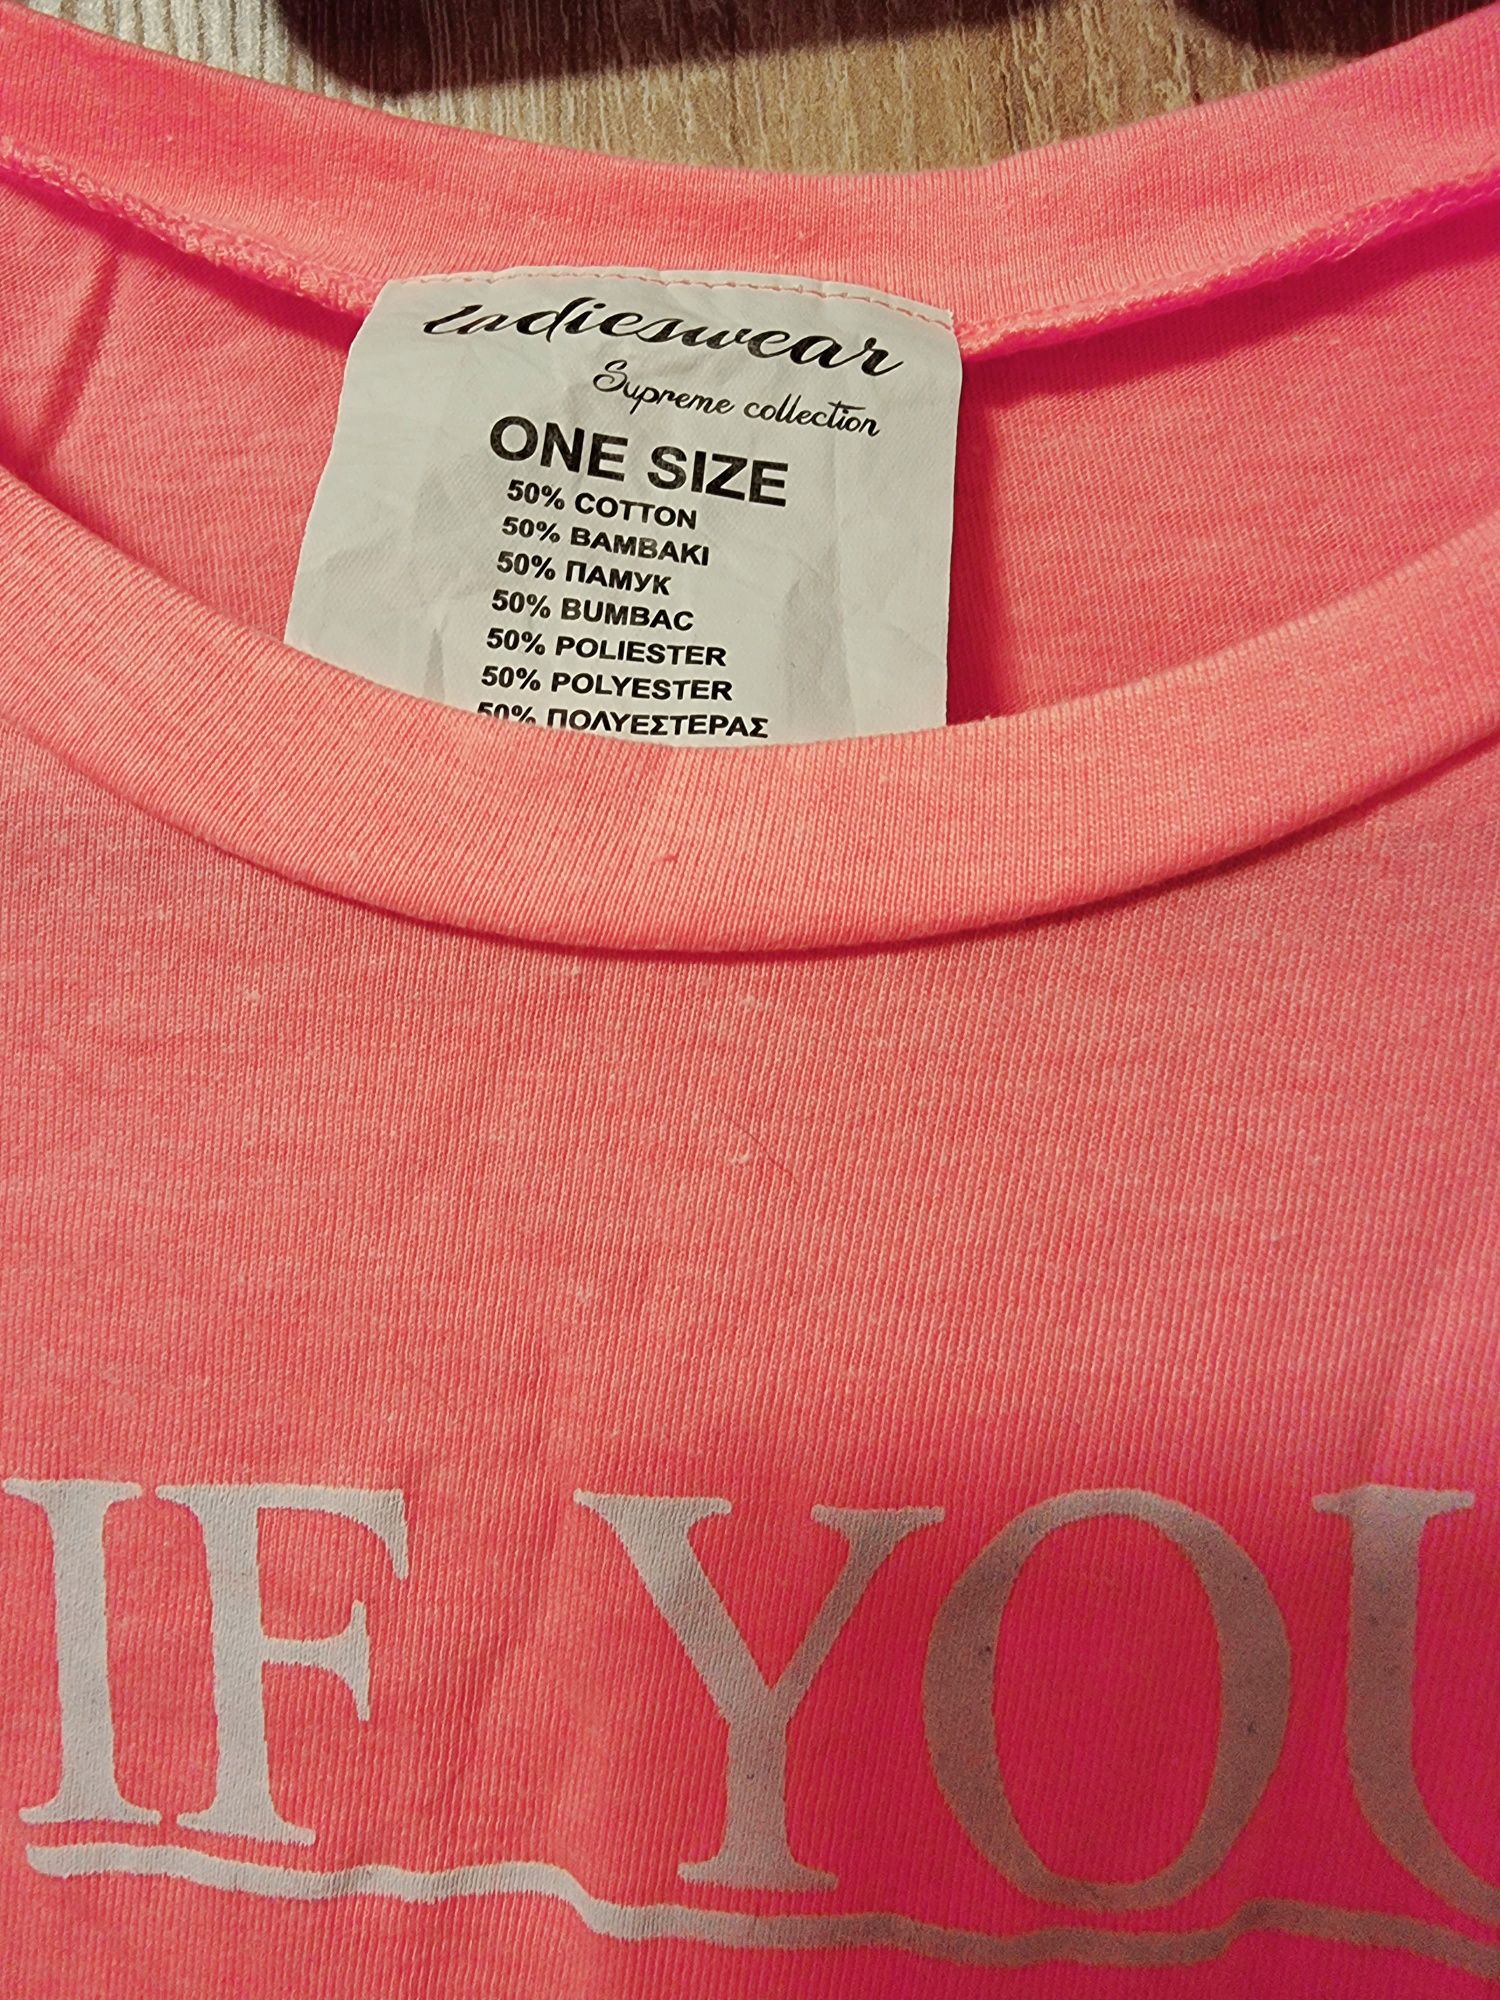 Ladieswear
Supreme collection
ONE SIZE
50% COTTON
50% BAMBAKI
50% ПАМУК
50% BUMBAC
50% POLIESTER
50% POLYESTER
50% ΠΟΛΥΕΣΤΕΡΑΣ
IF YOU